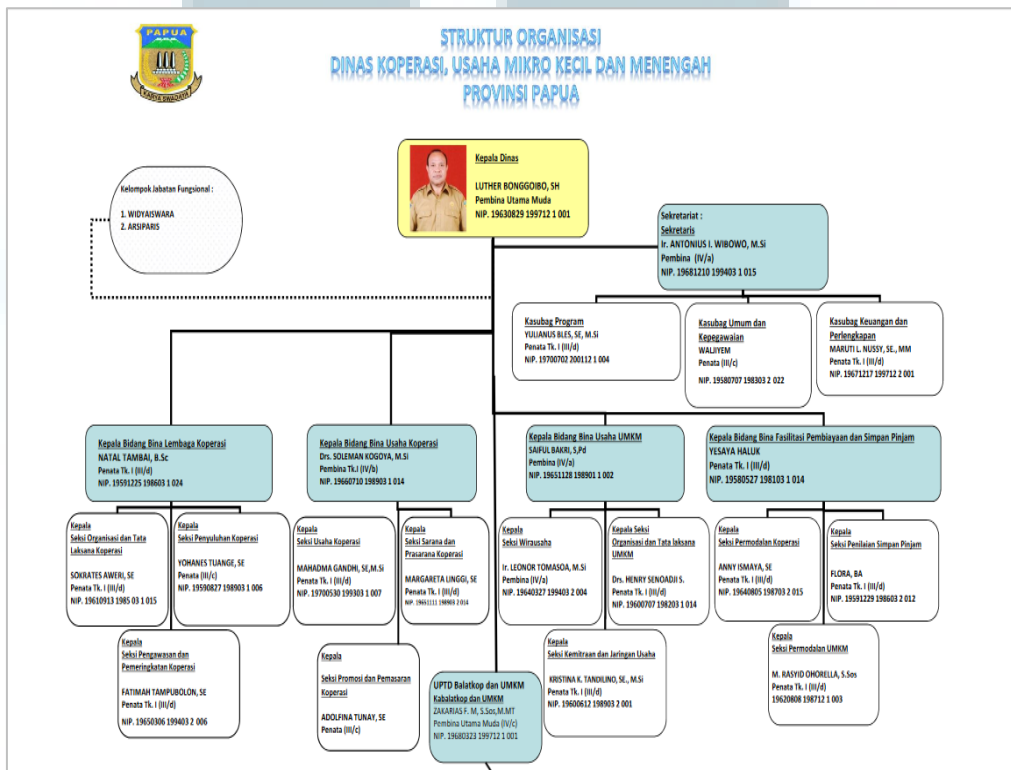 PAPUA
KARYA SWADAYA
STRUKTUR ORGANISASI
DINAS KOPERASI, USAHA MIKRO KECIL DAN MENENGAH
PROVINSI PAPUA
Kepala Dinas
LUTHER BONGGOIBO, SH
Pembina Utama Muda
NIP. 19630829 199712 1 001
Kelompok Jabatan Fungsional :
1. WIDYAISWARA
2. ARSIPARIS
Sekretariat :
Sekretaris
Ir. ANTONIUS I. WIBOWO, M.Si
Pembina (IV/a)
NIP. 19681210 199403 1 015
Kasubag Program
YULIANUS BLES, SE, M.Si
Penata Tk. I (III/d)
NIP. 19700702 200112 1 004
Kasubag Umum dan
Kepegawaian
WALJIYEM
Penata (III/c)
NIP. 19580707 198303 2 022
Kasubag Keuangan dan
Perlengkapan
MARUTI L. NUSSY, SE., MM
Penata Tk. I (III/d)
NIP. 19671217 199712 2 001
Kepala Bidang Bina Lembaga Koperasi
NATAL TAMBAI, B.Sc
Penata Tk. I (III/d)
NIP. 19591225 198603 1 024
Kepala Bidang Bina Usaha Koperasi
Drs. SOLEMAN KOGOYA, M.Si
Pembina Tk.I (IV/b)
NIP. 19660710 198903 1 014
Kepala Bidang Bina Usaha UMKM
SAIFUL BAKRI, S,Pd
Pembina (IV/a)
NIP. 19651128 198901 1 002
Kepala Bidang Bina Fasilitasi Pembiayaan dan Simpan Pinjam
YESAYA HALUK
Penata Tk. I (III/d)
NIP. 19580527 198103 1 014
Kepala
Seksi Organisasi dan Tata
Laksana Koperasi
SOKRATES AWERI, SE
Penata Tk. I (III/d)
NIP. 19610913 1985 03 1 015
Kepala
Seksi Penyuluhan Koperasi
YOHANES TUANGE, SE
Penata (III/c)
NIP. 19590827 198903 1 006
Kepala
Seksi Usaha Koperasi
MAHADMA GANDHI, SE,M.Si
Penata Tk. I (II/d)
NIP. 19700530 199303 1 007
Kepala
Seksi Sarana dan
Prasarana Koperasi
MARGARETA LINGGI, SE
Penata Tk. I (III/d)
NIP. 19651111 198903 2 014
Kepala
Seksi Wirausaha
Ir. LEONOR TOMASOA, M.Si
Pembina (IV/a)
NIP. 19640327 199403 2 004
Kepala Seksi
Organisasi dan Tata laksana
UMKM
Drs. HENRY SENOADJI S.
Penata Tk. I (III/d)
NIP. 19600707 198203 1 014
Kepala
Seksi Permodalan Koperasi
ANNY ISMAYA, SE
Penata Tk. I (III/d)
NIP. 19640805 198703 2 015
Kepala
Seksi Penilaian Simpan Pinjam
FLORA, BA
Penata Tk. I (III/d)
NIP. 19591229 198603 2 012
Kepala
Seksi Pengawasan dan
Pemeringkatan Koperasi
FATIMAH TAMPUBOLON, SE
Penata Tk. I (III/d)
NIP. 19650306 199403 2 006
Kepala
Seksi Promosi dan Pemasaran
Koperasi
ADOLFINA TUNAY, SE
Penata (III/c)
UPTD Balatkop dan UMKM
Kabalatkop dan UMKM
ZAKARIAS F. M, S.Sos,M.MT
Pembina Utama Muda (IV/c)
NIP. 19680323 199712 1 001
Kepala
Seksi Kemitraan dan Jaringan Usaha
KRISTINA K. TANDILINO, SE., M.Si
Penata Tk. I (III/d)
NIP. 19600612 198903 2 001
Kepala
Seksi Permodalan UMKM
M. RASYID OHORELLA, S.Sos
Penata Tk. I (III/d)
19620808 198712 1 003